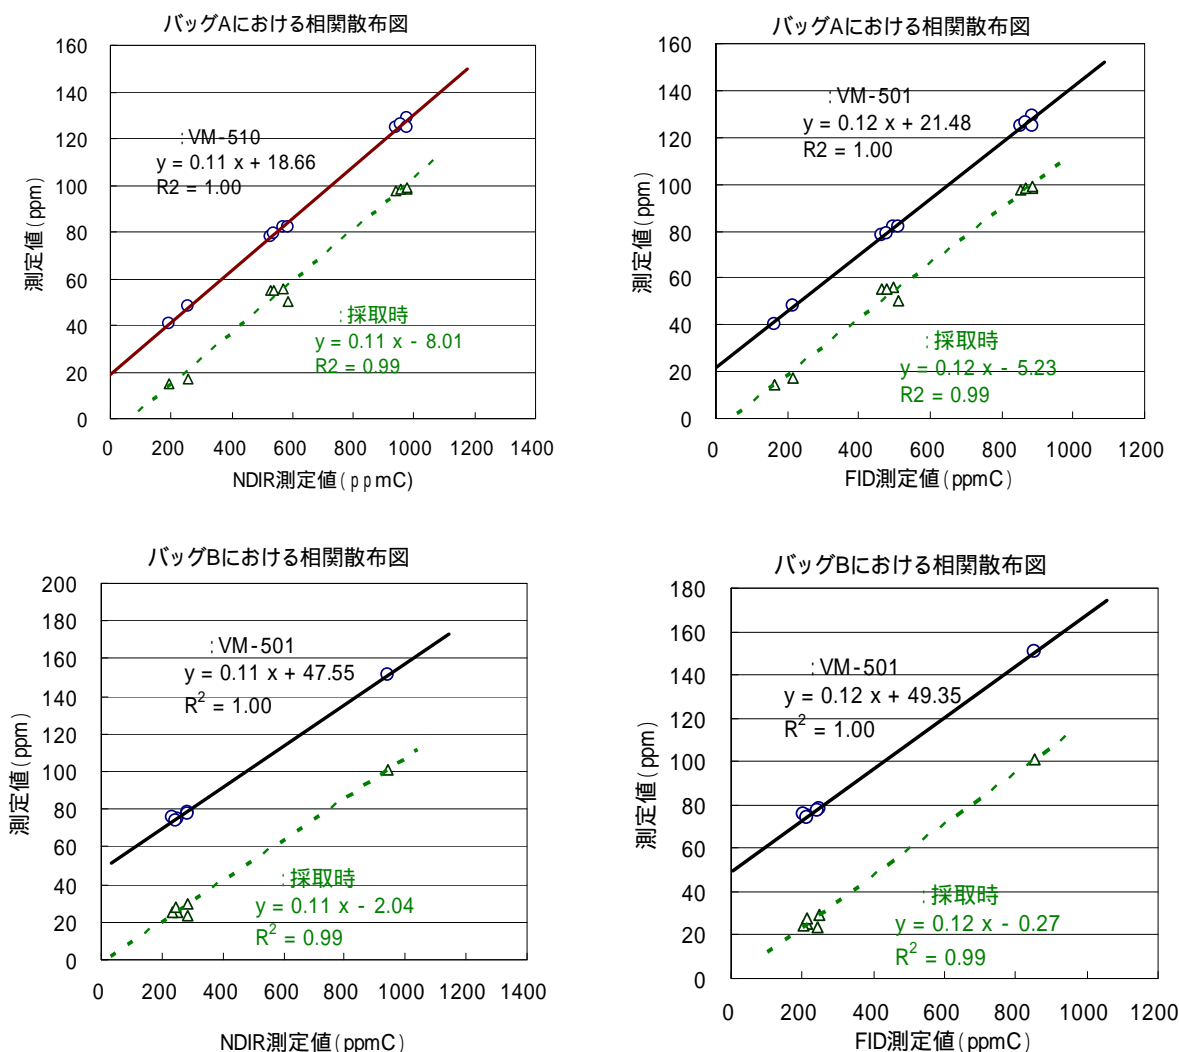 バッグAにおける相関散布図
160
140
120
100
80
60
40
20
0
測定値(ppm)
:VM-510
y = 0.11 x + 18.66
R2 = 1.00
:採取時
y = 0.11 x - 8.01
R2 = 0.99
0 200 400 600 800 1000 1200 1400
NDIR測定値(ppmC)
バッグAにおける相関散布図
160
140
120
100
80
60
40
20
0
測定値(ppm)
:VM-501
y = 0.12 x + 21.48
R2 = 1.00
:採取時
y = 0.12 x - 5.23
R2 = 0.99
0 200 400 600 800 1000 1200
FID測定値(ppmC)
バッグBにおける相関散布図
200
180
160
140
120
100
80
60
40
20
0
測定値(ppm)
:VM-501
y = 0.11 x + 47.55
R² = 1.00
:採取時
y = 0.11 x - 2.04
R² = 0.99
0 200 400 600 800 1000 1200 1400
NDIR測定値(ppmC)
バッグBにおける相関散布図
180
160
140
120
100
80
60
40
20
0
測定値(ppm)
:VM-501
y = 0.12 x + 49.35
R² = 1.00
:採取時
y = 0.12 x - 0.27
R² = 0.99
0 200 400 600 800 1000 1200
FID測定値(ppmC)